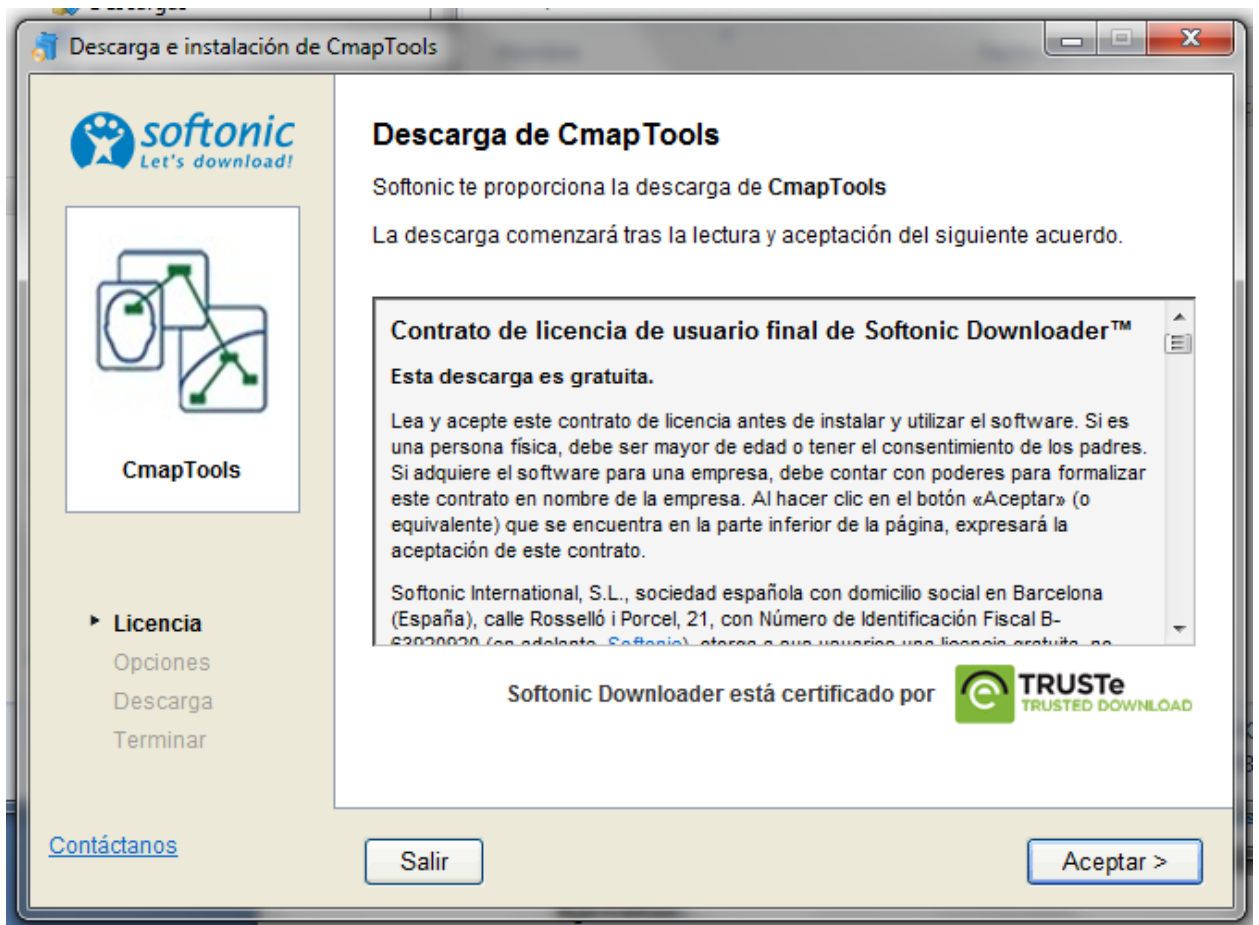 Descarga e instalación de CmapTools
softonic
Let's download!
CmapTools
Licencia
Opciones
Descarga
Terminar
Contáctanos
Descarga de CmapTools
Softonic te proporciona la descarga de CmapTools
La descarga comenzará tras la lectura y aceptación del siguiente acuerdo.
Contrato de licencia de usuario final de Softonic Downloader™
Esta descarga es gratuita.
Lea y acepte este contrato de licencia antes de instalar y utilizar el software. Si es
una persona física, debe ser mayor de edad o tener el consentimiento de los padres.
Si adquiere el software para una empresa, debe contar con poderes para formalizar
este contrato en nombre de la empresa. Al hacer clic en el botón «Aceptar» (o
equivalente) que se encuentra en la parte inferior de la página, expresará la
aceptación de este contrato.
Softonic International, S.L., sociedad española con domicilio social en Barcelona
(España), calle Rosselló i Porcel, 21, con Número de Identificación Fiscal B-
Softonic Downloader está certificado por
TRUSTe
TRUSTED DOWNLOAD
Salir
Aceptar >